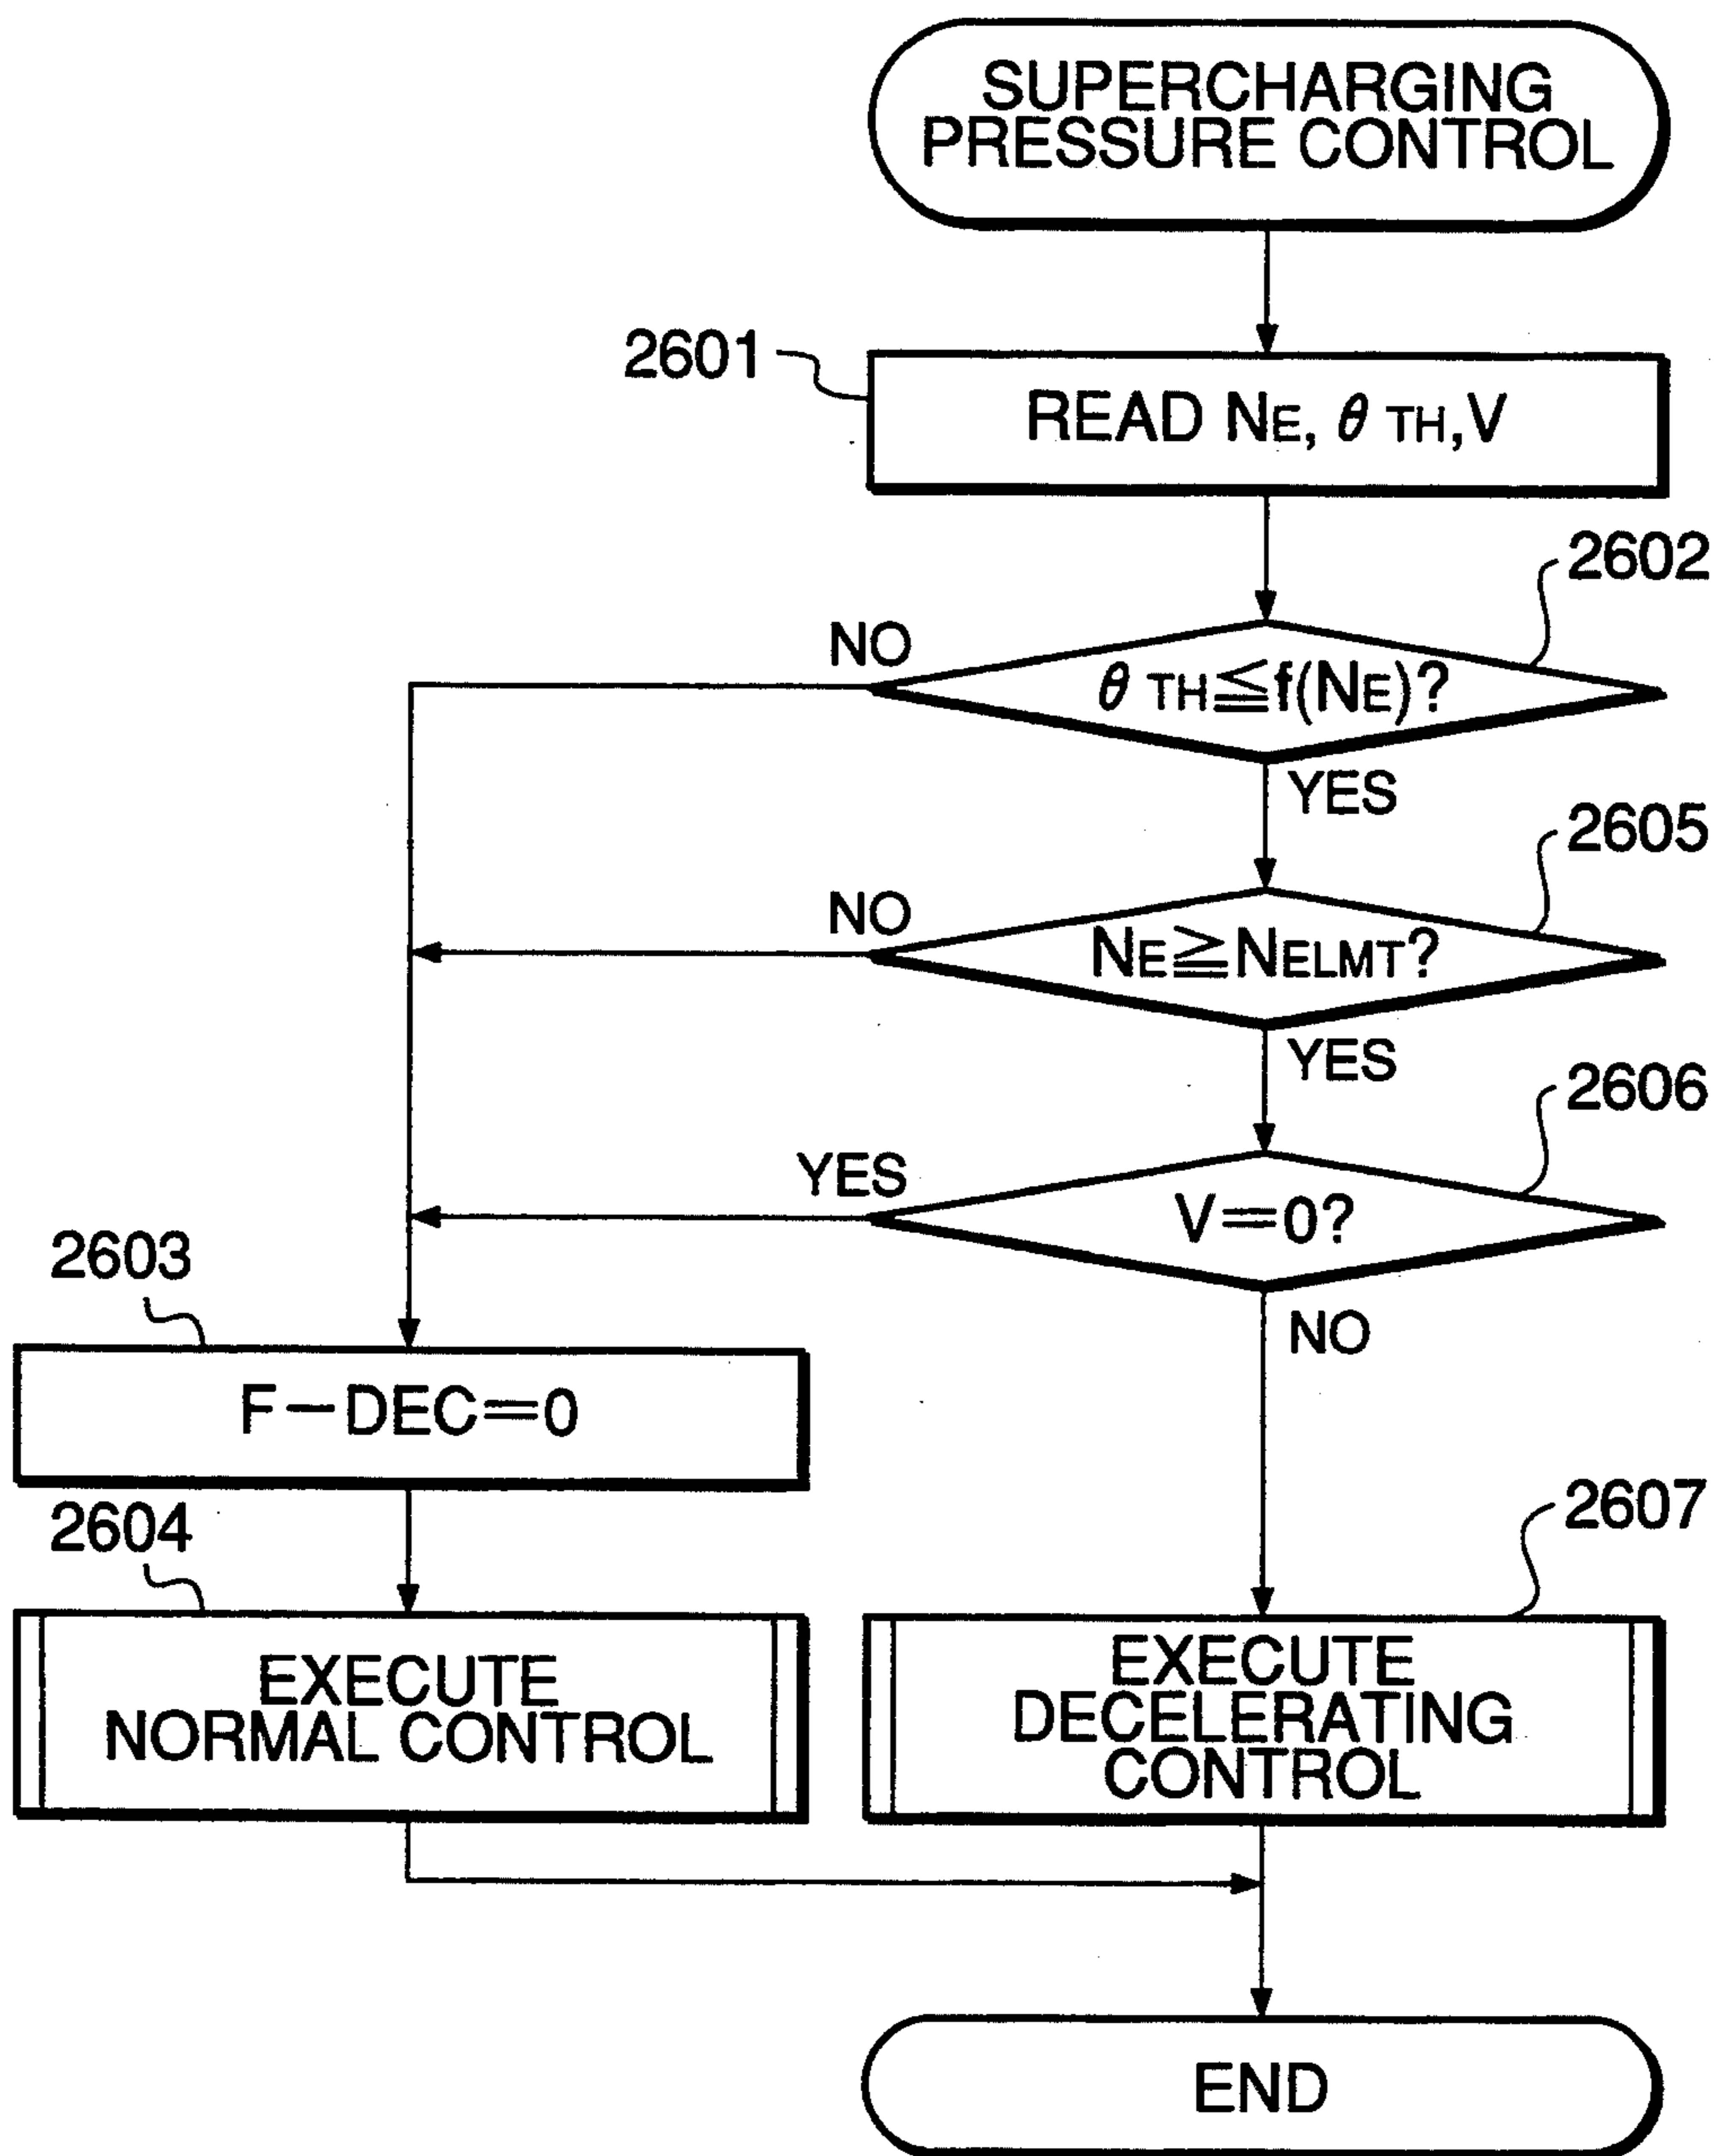 SUPERCHARGING
PRESSURE CONTROL
2601
READ NE, θ TH,V
2602
NO
θ TH≦f(NE)?
YES
2605
NO
NE≧NELMT?
YES
2606
YES
V=0?
NO
2603
F-DEC=0
2604
EXECUTE
NORMAL CONTROL
2607
EXECUTE
DECELERATING
CONTROL
END